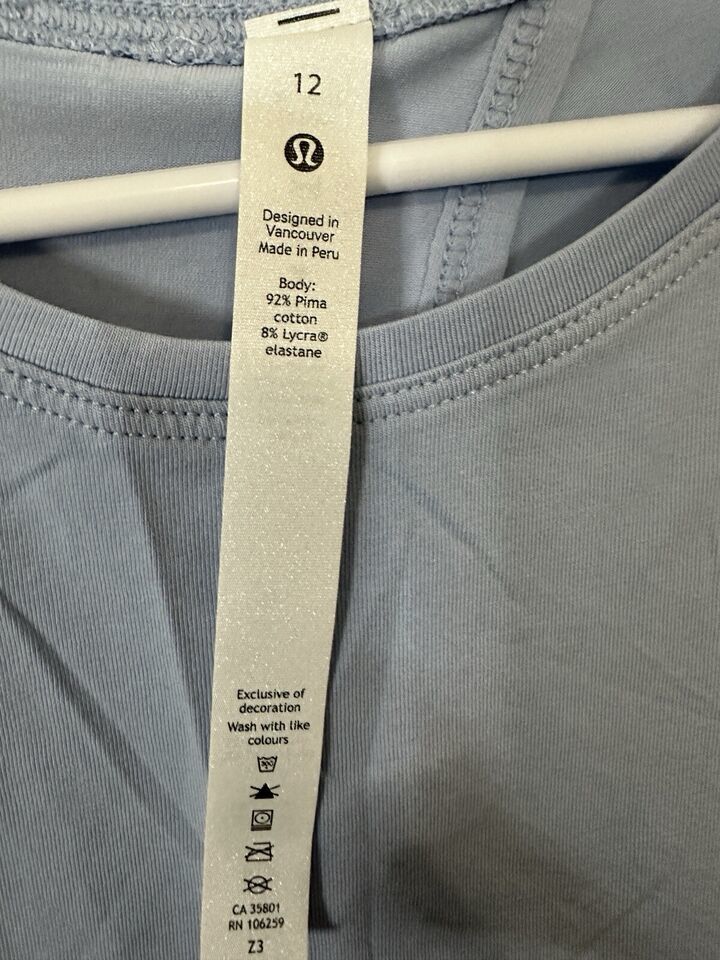 12
Designed in
Vancouver
Made in Peru
Body:
92% Pima
cotton
8% Lycra®
elastane
Exclusive of
decoration
Wash with like
colours
CA 35801
RN 106259
Z3